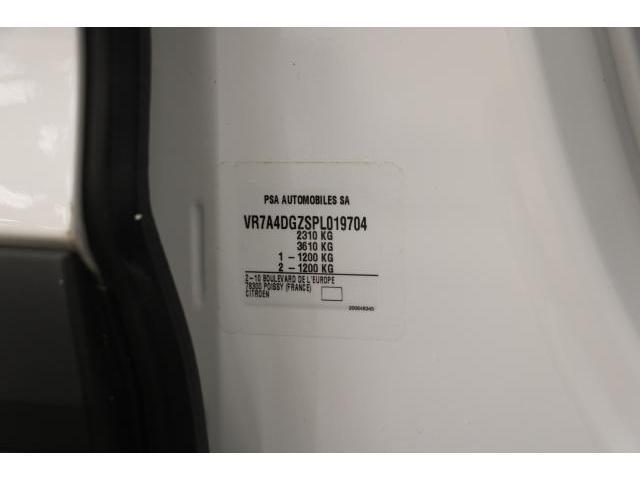 PSA AUTOMOBILES SA
VR7A4DGZSPL019704
2310 KG
3610 KG
1 - 1200 KG
2 - 1200 KG
2-10 BOULEVARD DE L'EUROPE
78300 POISSY (FRANCE)
CITROEN